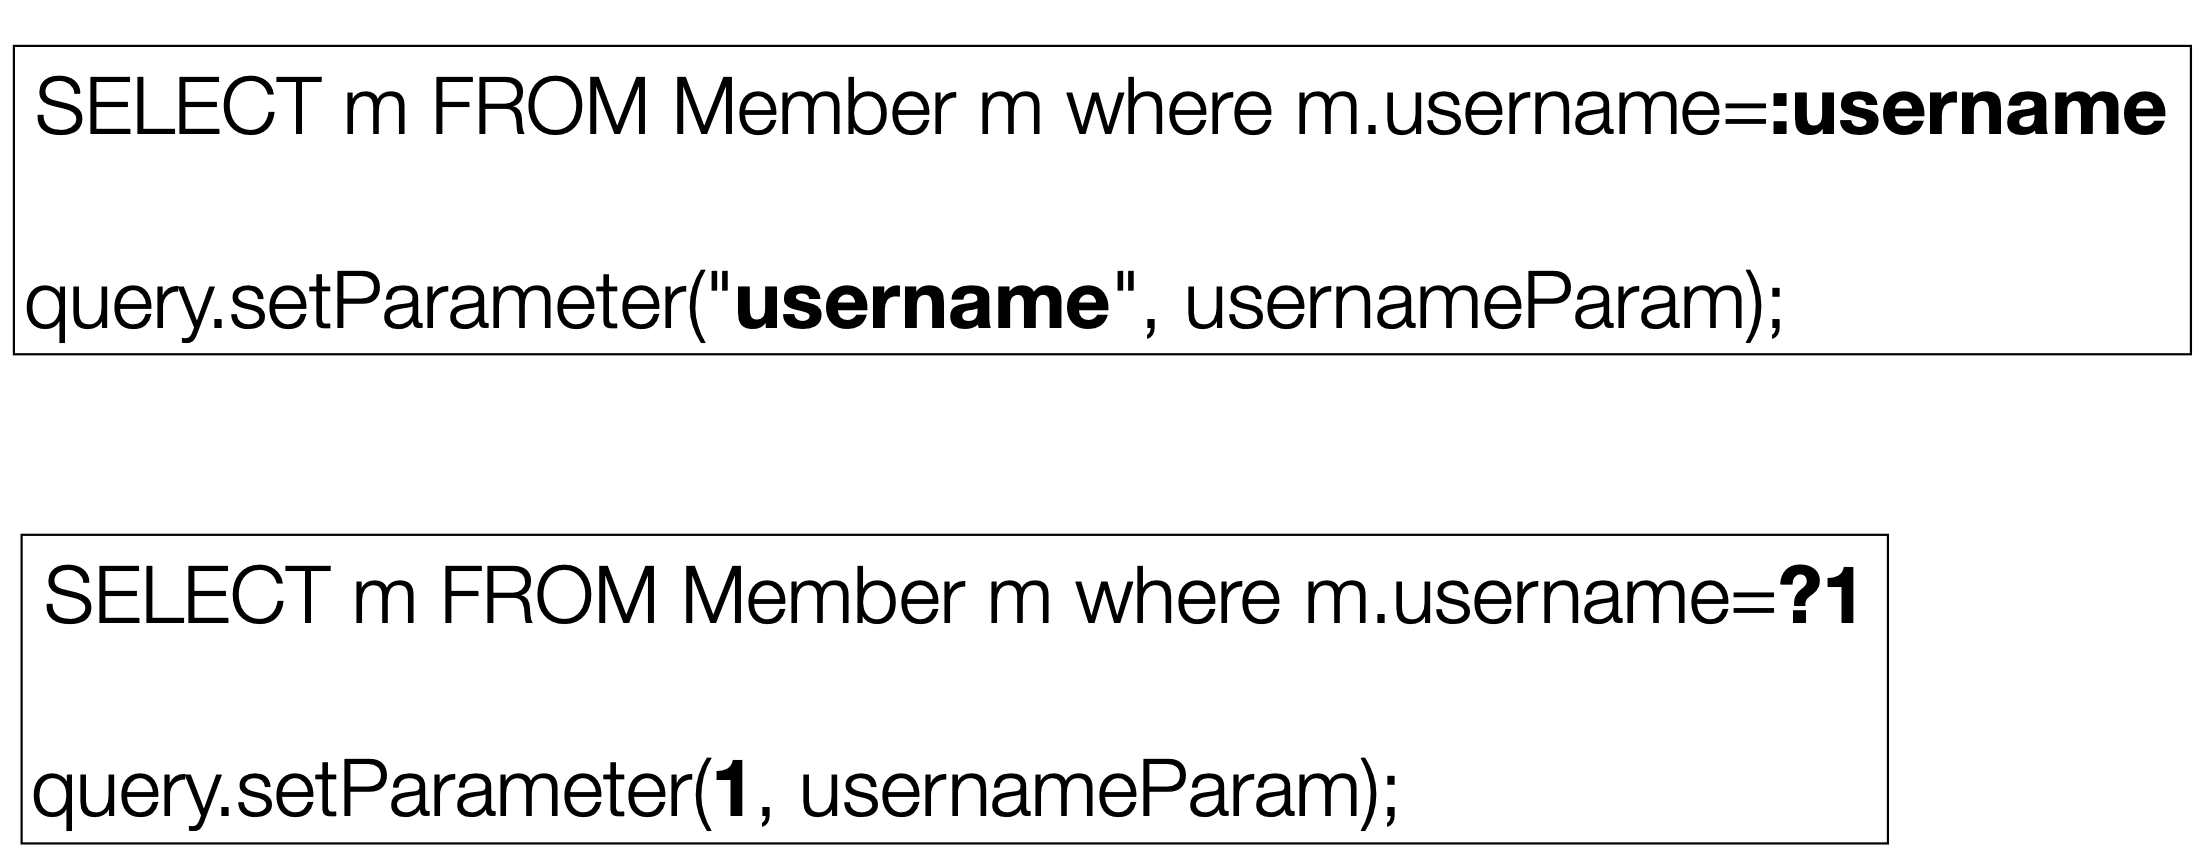 SELECT m FROM Member m where m.username=:username
query.setParameter("username", usernameParam);
SELECT m FROM Member m where m.username=?1
query.setParameter(1, usernameParam);